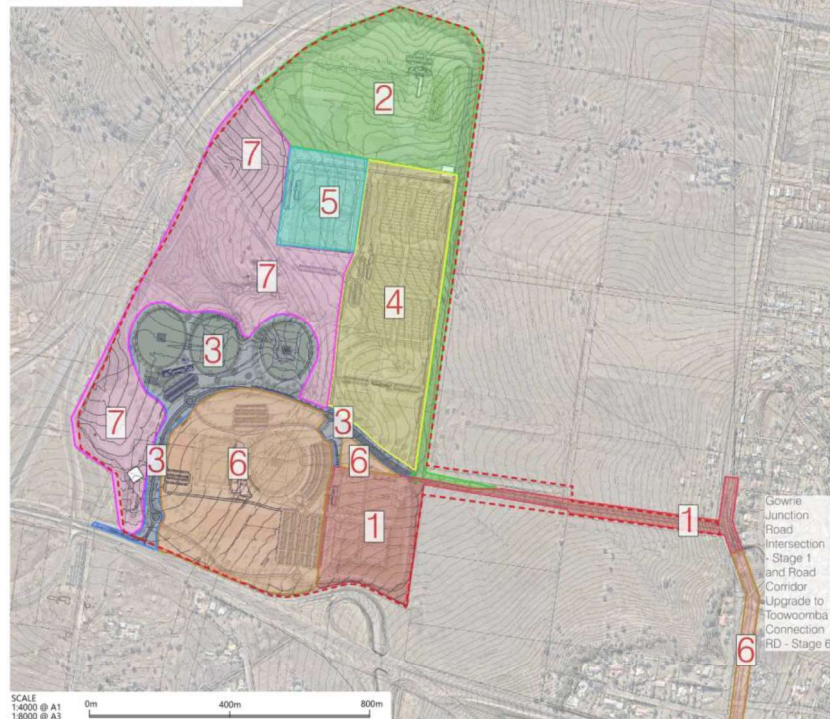 2
7
5
7
4
3
7
3
3
6
6
1
1
Gowrie
Junction
Road
Intersection
- Stage 1
and Road
Corridor
Upgrade to
Toowoomba
Connection
RD - Stage 6
6
SCALE
1:4000 @ A1
1:8000 @ A3
0m 400m 800m